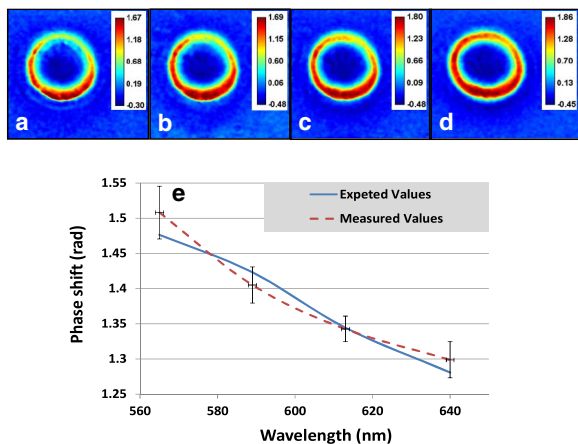 1.67
1.18
0.68
0.19
-0.30
a
1.69
1.15
0.60
0.06
-0.48
b
1.80
1.23
0.66
0.09
-0.48
c
1.86
1.28
0.71
0.13
-0.45
d
e
Expeted Values
Measured Values
1.55
1.5
1.45
1.4
1.35
1.3
1.25
Phase shift (rad)
560 580 600 620 640
Wavelength (nm)